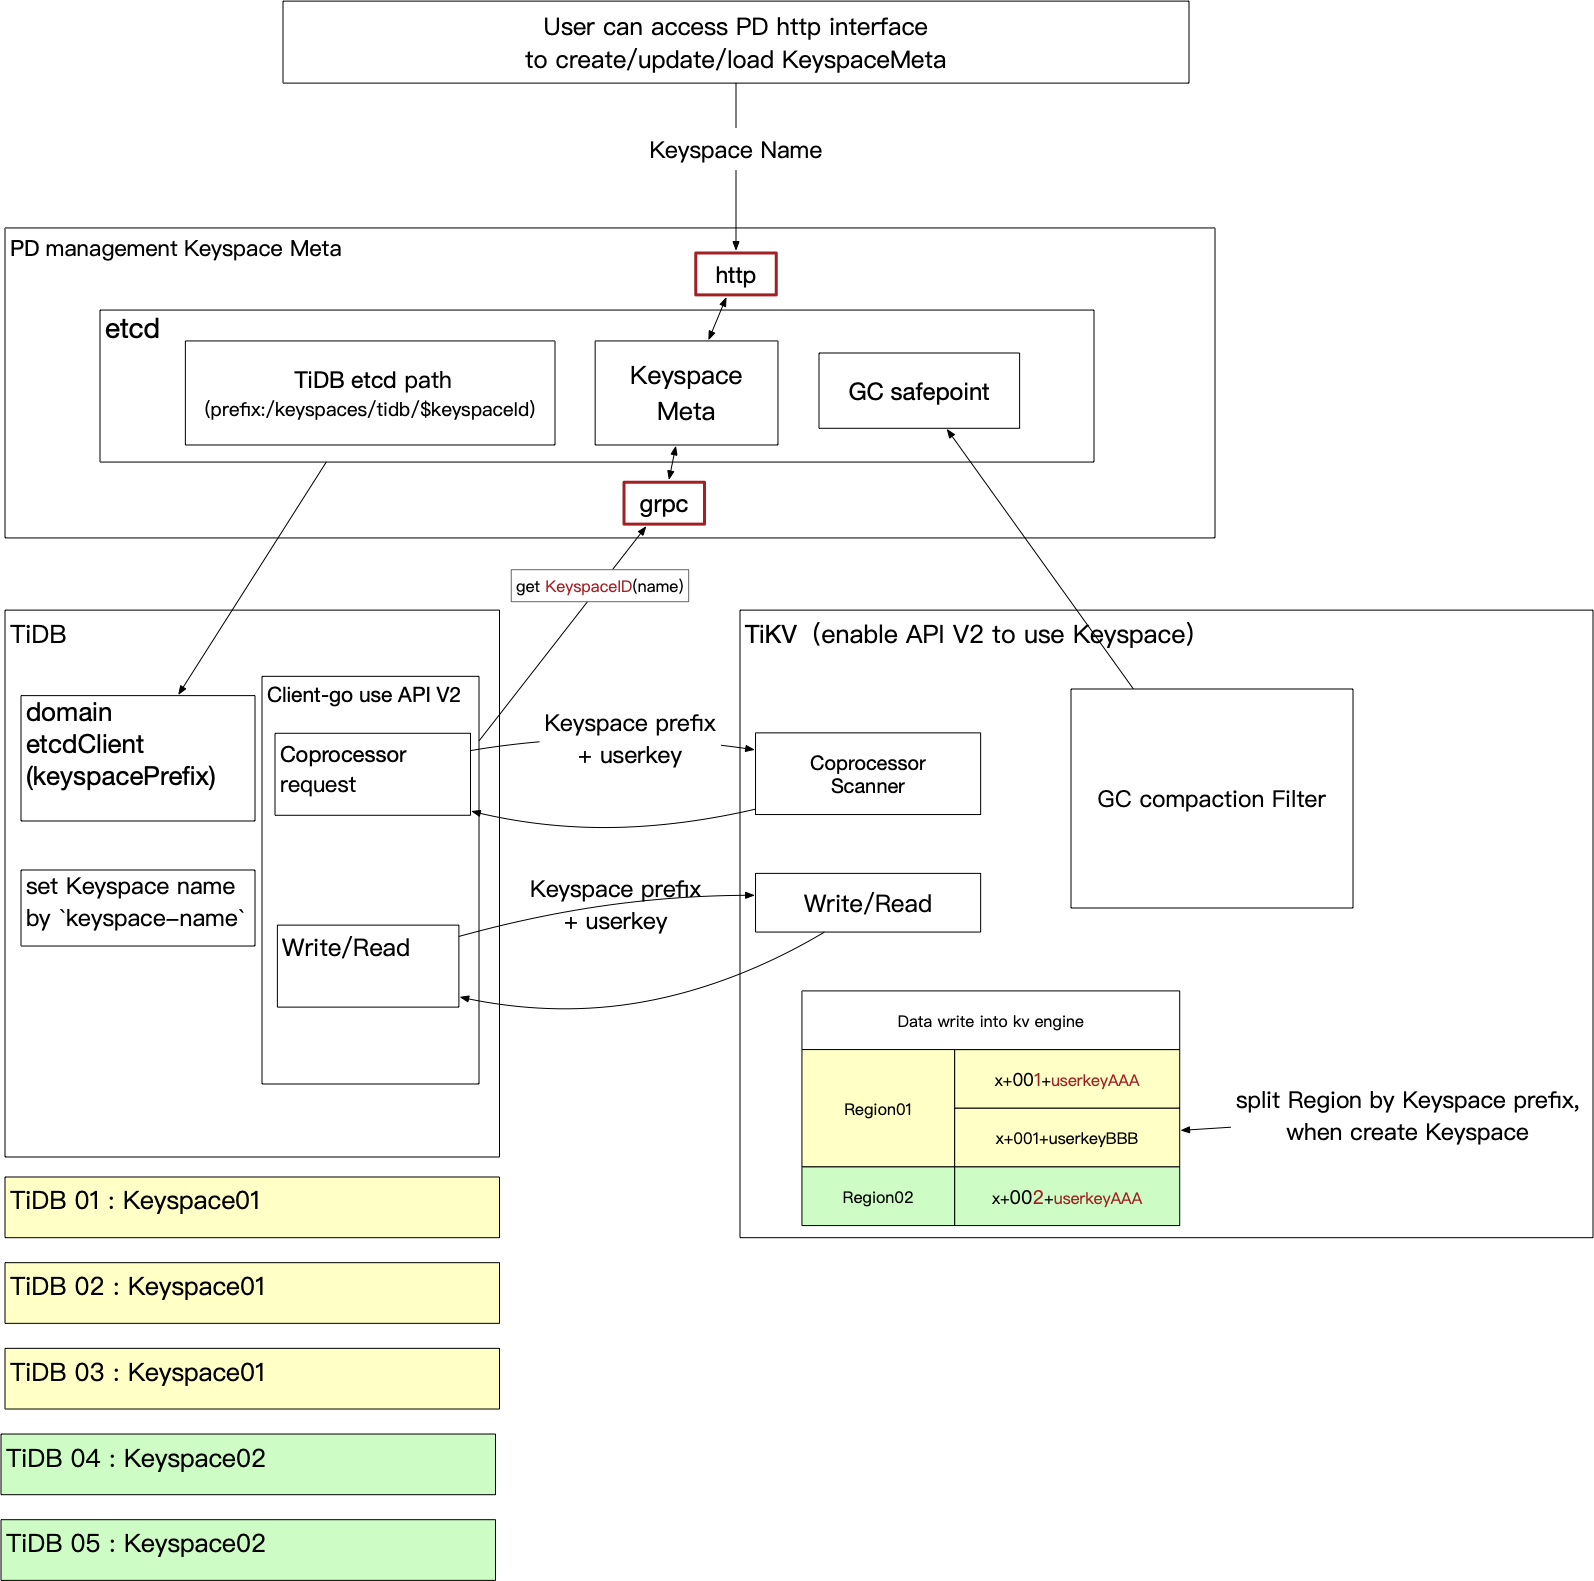 User can access PD http interface
to create/update/load KeyspaceMeta
Keyspace Name
PD management Keyspace Meta
http
etcd
TiDB etcd path
(prefix:/keyspaces/tidb/$keyspaceId)
Keyspace
Meta
GC safepoint
grpc
get KeyspaceID(name)
TiDB
domain
etcdClient
(keyspacePrefix)
set Keyspace name
by `keyspace-name`
Client-go use API V2
Coprocessor
request
Write/Read
Keyspace prefix
+ userkey
Keyspace prefix
+ userkey
TiKV (enable API V2 to use Keyspace)
Coprocessor
Scanner
Write/Read
GC compaction Filter
Data write into kv engine
Region01
x+001+userkeyAAA
x+001+userkeyBBB
Region02
x+002+userkeyAAA
split Region by Keyspace prefix,
when create Keyspace
TiDB 01 : Keyspace01
TiDB 02 : Keyspace01
TiDB 03 : Keyspace01
TiDB 04 : Keyspace02
TiDB 05 : Keyspace02